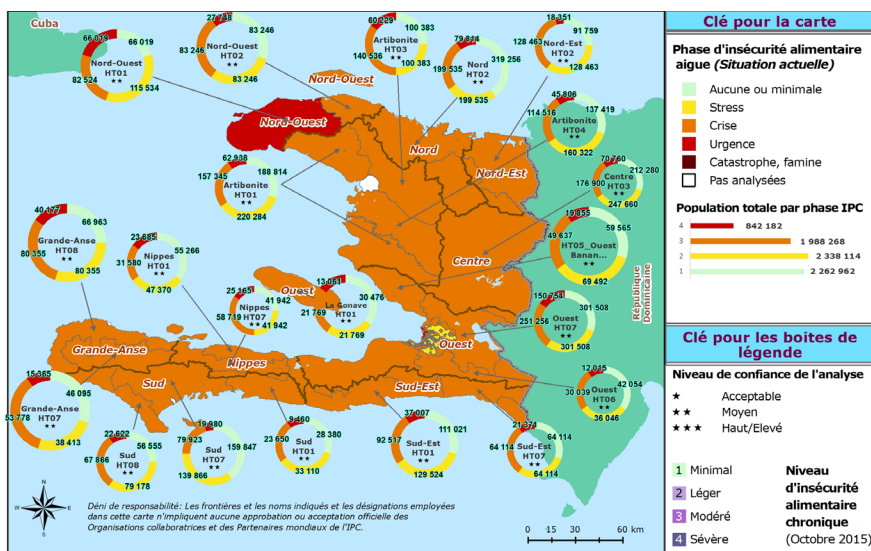 Cuba
66 019
66 019
Nord-Ouest
HT01
★★
82 524
115 534
27 748
83 246
83 246
Nord-Ouest
HT02
★★
83 246
60 229
100 383
Artibonite
HT03
★★
140 536
100 383
79 814
319 256
Nord
HT02
★★
199 535
199 535
18 351
91 759
128 463
Nord-Est
HT02
★★
128 463
45 806
137 419
114 516
Artibonite
HT04
★★
160 322
70 760
212 280
Centre
HT03
★★
176 900
247 660
62 938
188 814
157 345
Artibonite
HT01
★★
220 284
40 177
66 963
Grande-Anse
HT08
★★
80 355
80 355
23 685
55 266
Nippes
HT01
★★
31 580
47 370
19 855
59 565
49 637
HT05_Ouest
Banan...
★★
69 492
25 165
41 942
Nippes
HT07
★★
58 719
41 942
13 061
30 476
La Gonave
HT01
★★
21 769
21 769
150 754
301 508
Ouest
HT07
★★
251 256
301 508
12 015
42 054
Ouest
HT06
★★
30 039
36 046
15 365
46 095
Grande-Anse
HT07
★★
53 778
38 413
22 622
56 555
Sud
HT08
★★
67 866
79 178
19 980
159 847
79 923
Sud
HT07
★★
139 866
9 460
28 380
23 650
Sud
HT01
★★
33 110
37 007
111 021
92 517
Sud-Est
HT01
★★
129 524
21 371
64 114
64 114
Sud-Est
HT07
★★
64 114
Nord-Ouest
Nord-Ouest
Nord
Nord-Est
Centre
Ouest
Ouest
Grande-Anse
Nippes
Sud
Sud-Est
République
Dominicaine
N
W
E
S
Déni de responsabilité: Les frontières et les noms indiqués et les désignations employées
dans cette carte n'impliquent aucune approbation ou acceptation officielle des
Organisations collaboratrices et des Partenaires mondiaux de l'IPC.
0 15 30 60
km
Clé pour la carte
Phase d'insécurité alimentaire
aigue (Situation actuelle)
Aucune ou minimale
Stress
Crise
Urgence
Catastrophe, famine
Pas analysées
Population totale par phase IPC
4 842 182
3 1 988 268
2 2 338 114
1 2 262 962
Clé pour les boites de
légende
Niveau de confiance de l'analyse
★ Acceptable
★★ Moyen
★★★ Haut/Elevé
1 Minimal
2 Léger
3 Modéré
4 Sévère
Niveau
d'insécurité
alimentaire
chronique
(Octobre 2015)